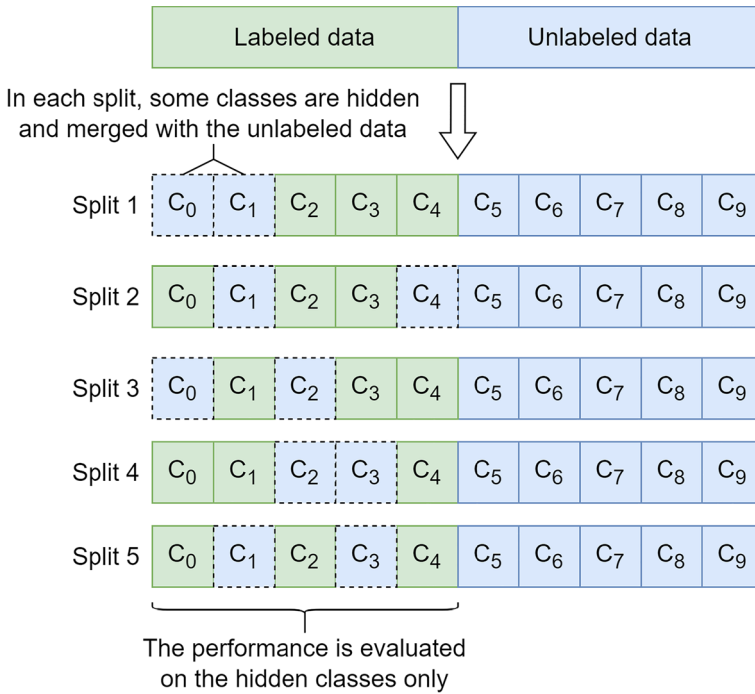 Labeled data Unlabeled data
In each split, some classes are hidden
and merged with the unlabeled data
Split 1 C₀ C₁ C₂ C₃ C₄ C₅ C₆ C₇ C₈ C₉
Split 2 C₀ C₁ C₂ C₃ C₄ C₅ C₆ C₇ C₈ C₉
Split 3 C₀ C₁ C₂ C₃ C₄ C₅ C₆ C₇ C₈ C₉
Split 4 C₀ C₁ C₂ C₃ C₄ C₅ C₆ C₇ C₈ C₉
Split 5 C₀ C₁ C₂ C₃ C₄ C₅ C₆ C₇ C₈ C₉
The performance is evaluated
on the hidden classes only